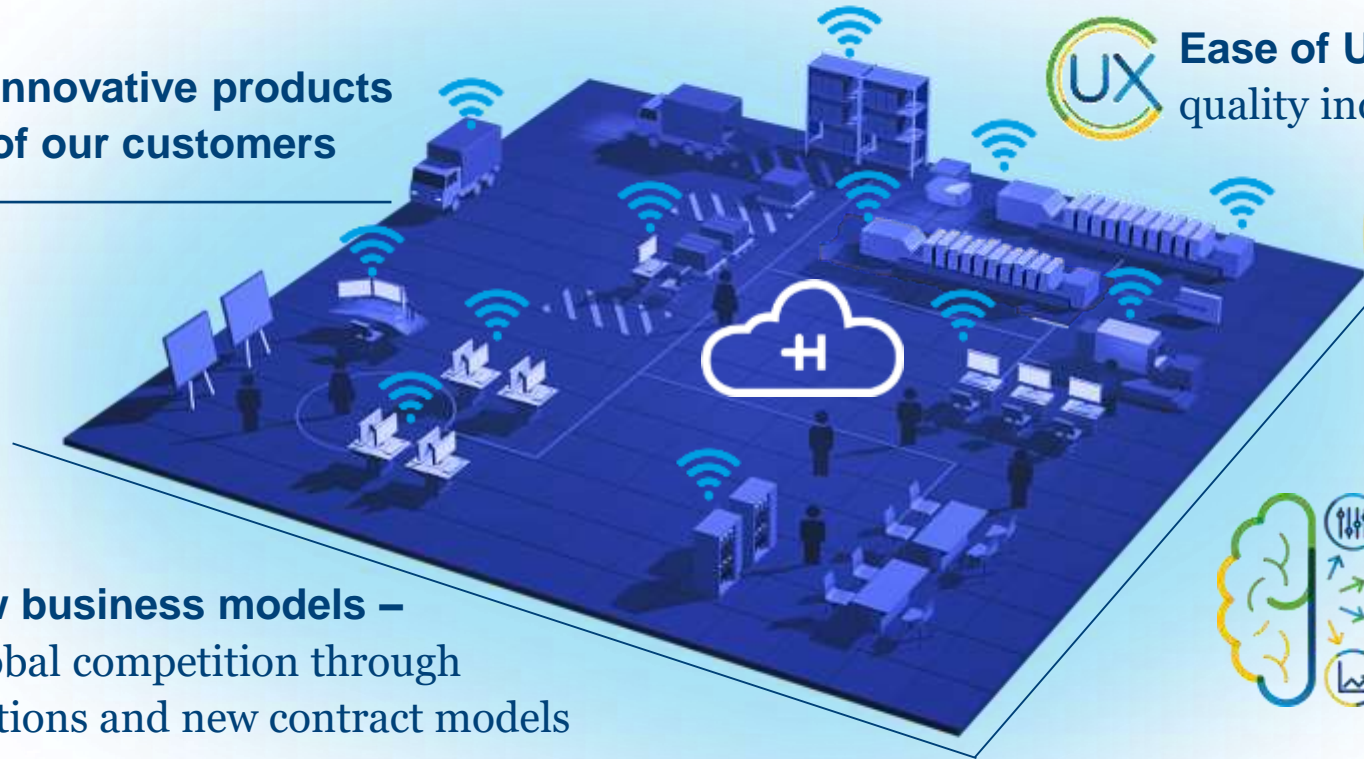 nnovative products
of our customers
UX
Ease of U
quality inc
H
business models –
obal competition through
tions and new contract models